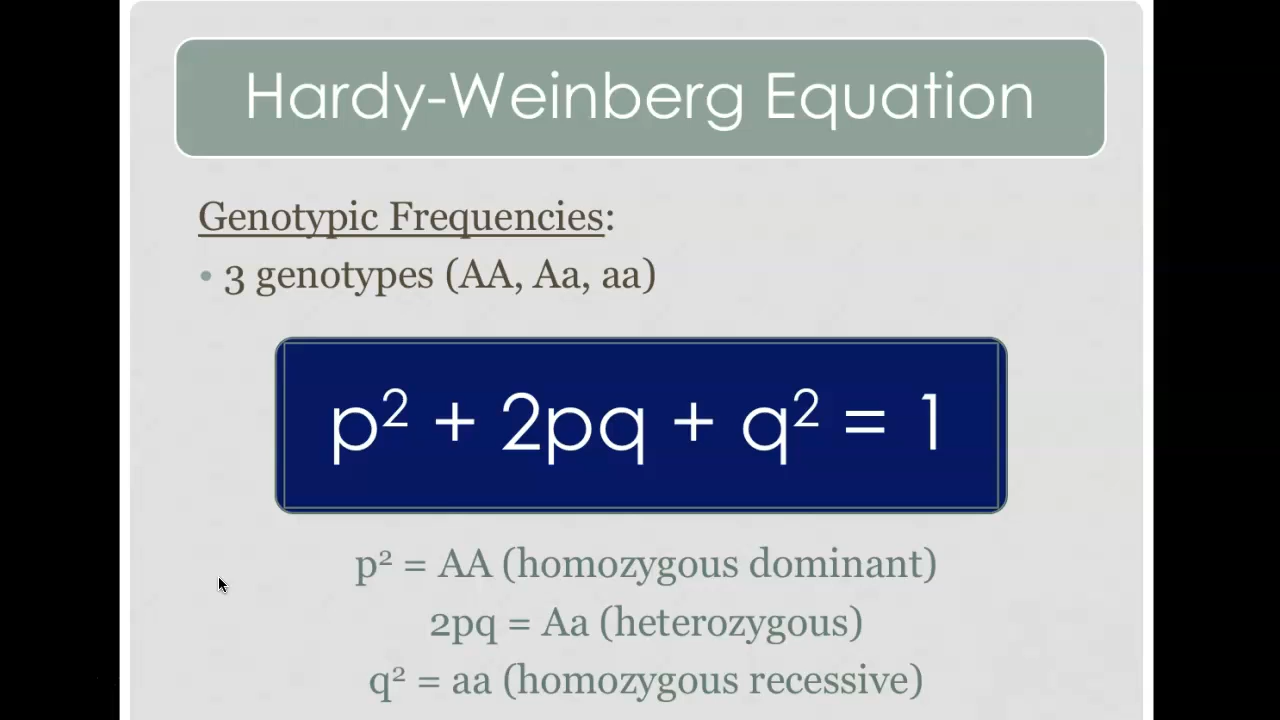 Hardy-Weinberg Equation
Genotypic Frequencies:
• 3 genotypes (AA, Aa, aa)
p² + 2pq + q² = 1
p² = AA (homozygous dominant)
2pq = Aa (heterozygous)
q² = aa (homozygous recessive)